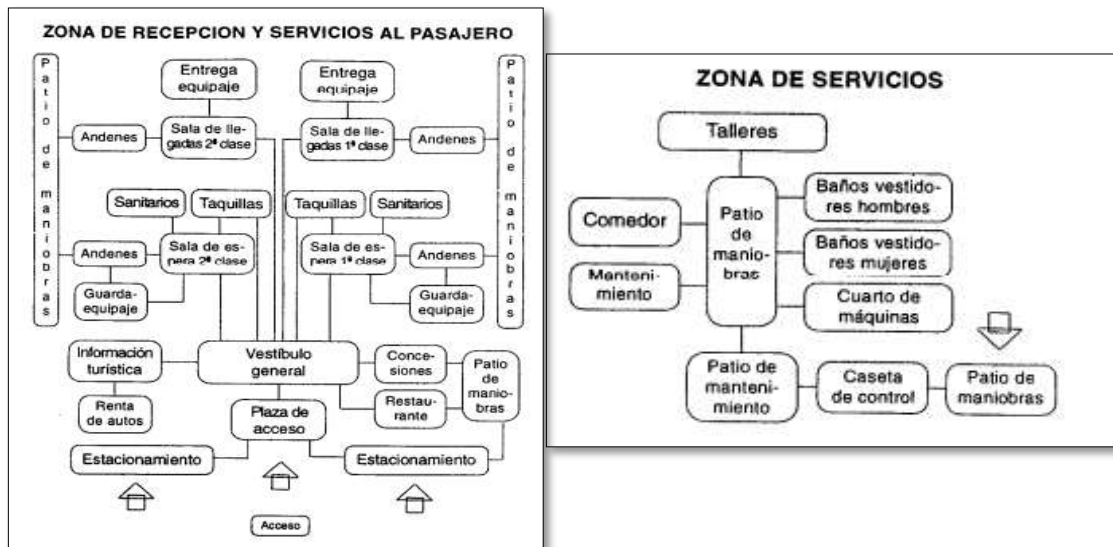 ZONA DE RECEPCION Y SERVICIOS AL PASAJERO
Patio de maniobras
Entrega
equipaje
Entrega
equipaje
Patio de maniobras
Andenes
Sala de lle-
gadas 2ª clase
Sala de lle-
gadas 1ª clase
Andenes
Sanitarios
Taquillas
Taquillas
Sanitarios
Andenes
Sala de es-
pera 2ª clase
Sala de es-
pera 1ª clase
Andenes
Guarda-
equipaje
Guarda-
equipaje
Información
turística
Vestíbulo
general
Conce-
siones
Patio
de
manio-
bras
Renta
de autos
Plaza de
acceso
Restau-
rante
Estacionamiento
Estacionamiento
Acceso
ZONA DE SERVICIOS
Talleres
Comedor
Patio
de
manio-
bras
Baños vestido-
res hombres
Baños vestido-
res mujeres
Manteni-
miento
Cuarto de
máquinas
Patio de
manteni-
miento
Caseta
de control
Patio de
maniobras